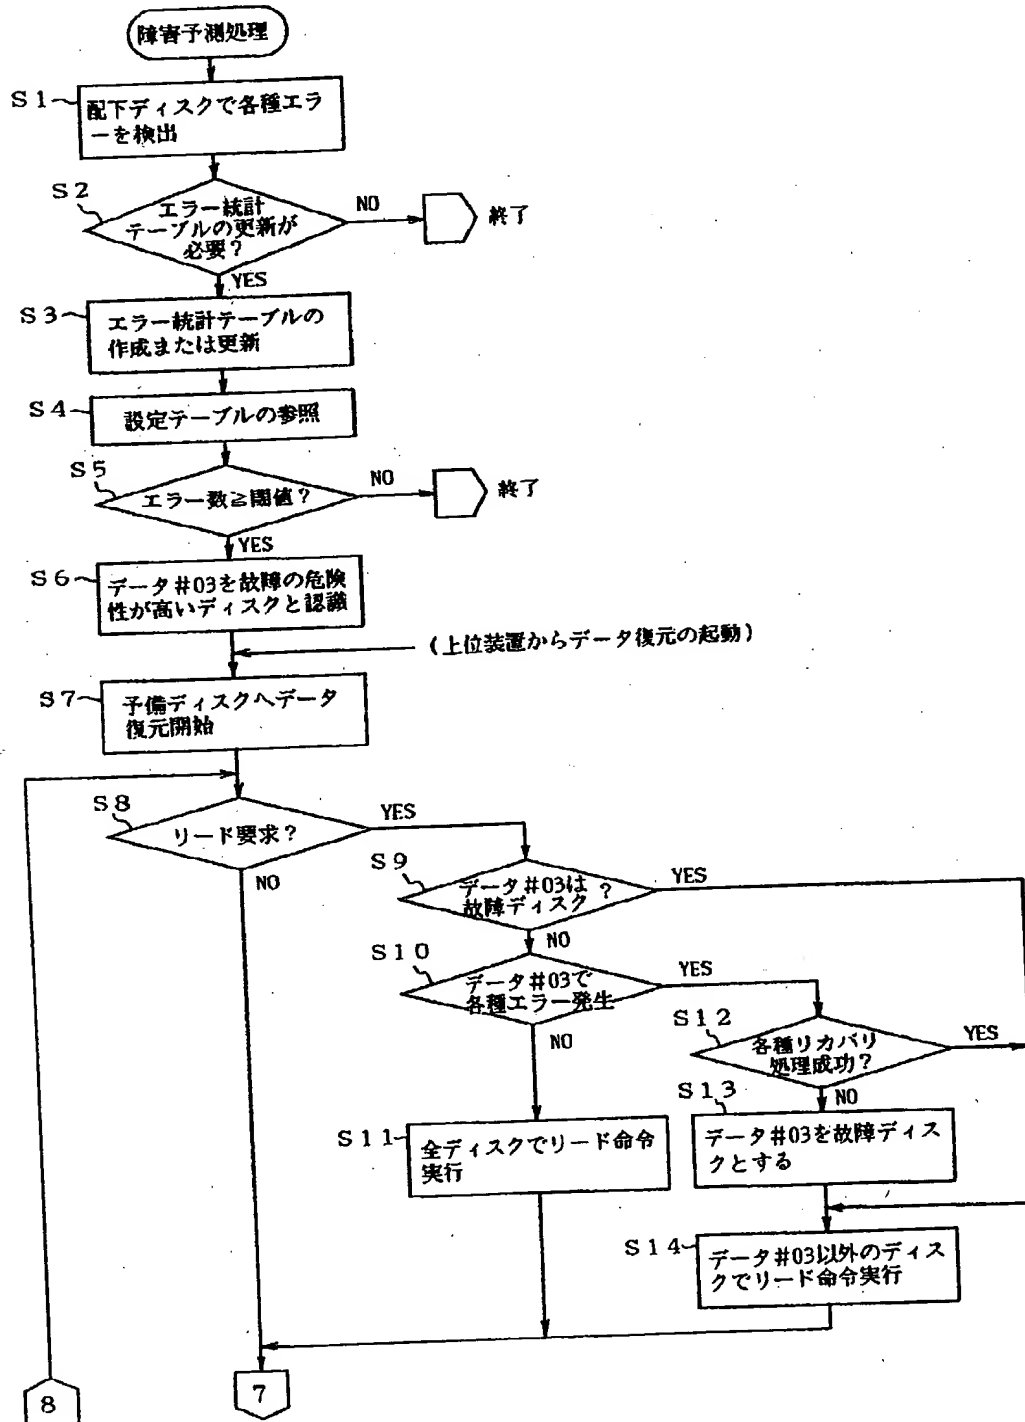 障害予測処理
S1
配下ディスクで各種エラ
ーを検出
S2
エラー統計
テーブルの更新が
必要?
NO
終了
YES
S3
エラー統計テーブルの
作成または更新
S4
設定テーブルの参照
S5
エラー数≧閾値?
NO
終了
YES
S6
データ#03を故障の危険
性が高いディスクと認識
(上位装置からデータ復元の起動)
S7
予備ディスクへデータ
復元開始
S8
リード要求?
YES
NO
S9
データ#03は
故障ディスク
?
YES
NO
S10
データ#03で
各種エラー発生
YES
NO
S12
各種リカバリ
処理成功?
YES
NO
S13
データ#03を故障ディス
クとする
S11
全ディスクでリード命令
実行
S14
データ#03以外のディス
クでリード命令実行
7
8